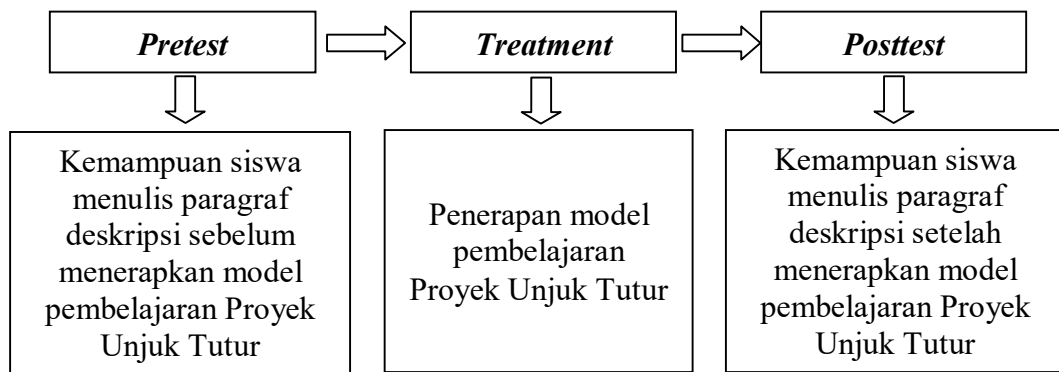 Pretest
Treatment
Posttest
Kemampuan siswa
menulis paragraf
deskripsi sebelum
menerapkan model
pembelajaran Proyek
Unjuk Tutur
Penerapan model
pembelajaran
Proyek Unjuk Tutur
Kemampuan siswa
menulis paragraf
deskripsi setelah
menerapkan model
pembelajaran Proyek
Unjuk Tutur